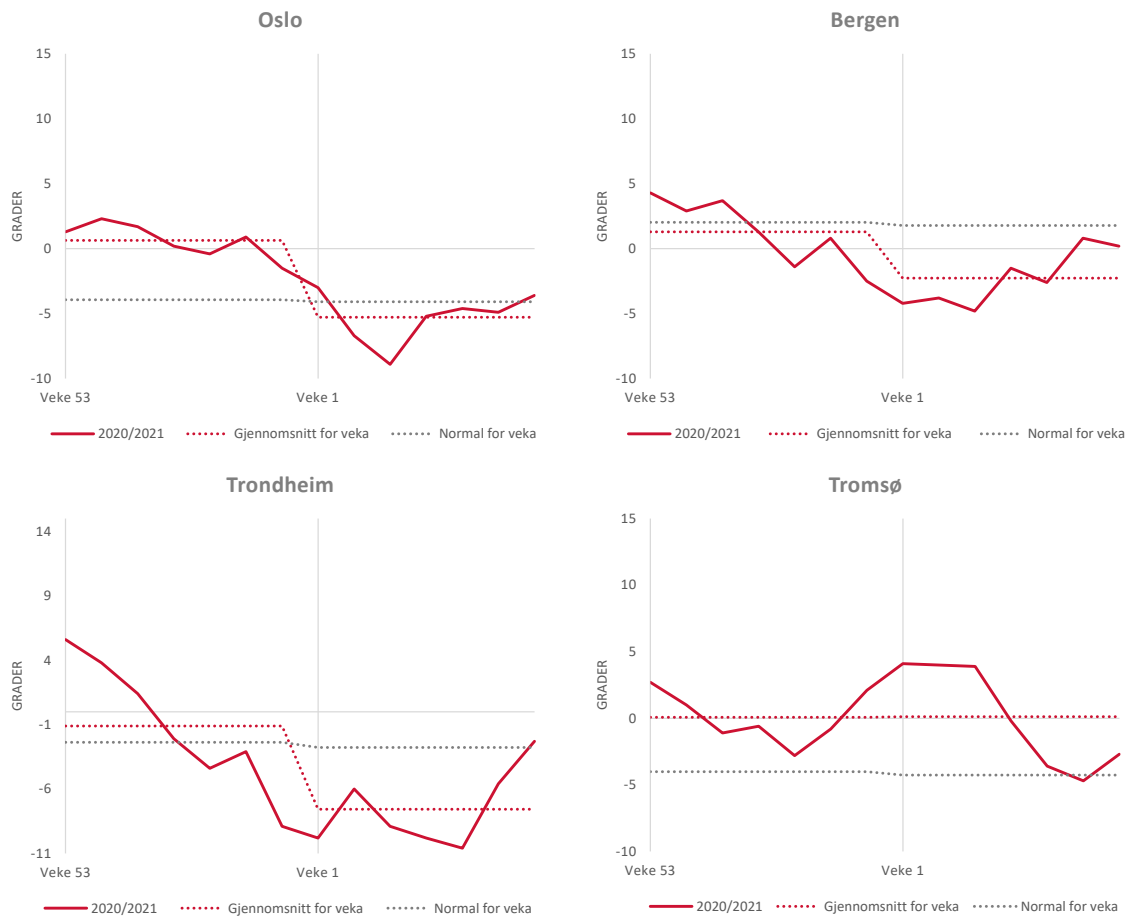 Oslo
15
10
5
0
-5
-10
GRADER
Veke 53
Veke 1
2020/2021
Gjennomsnitt for veka
Normal for veka
Bergen
15
10
5
0
-5
-10
GRADER
Veke 53
Veke 1
2020/2021
Gjennomsnitt for veka
Normal for veka
Trondheim
14
9
4
-1
-6
-11
GRADER
Veke 53
Veke 1
2020/2021
Gjennomsnitt for veka
Normal for veka
Tromsø
15
10
5
0
-5
-10
GRADER
Veke 53
Veke 1
2020/2021
Gjennomsnitt for veka
Normal for veka